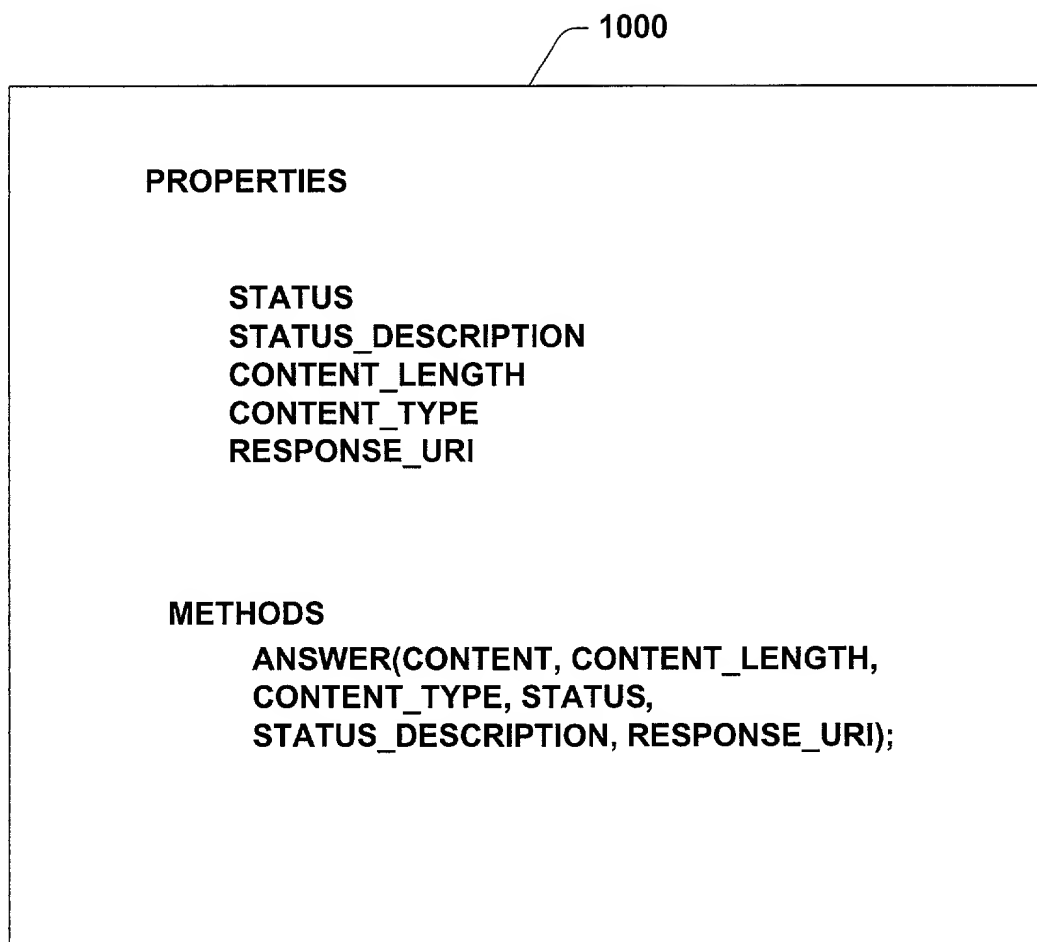 1000
PROPERTIES
STATUS
STATUS_DESCRIPTION
CONTENT_LENGTH
CONTENT_TYPE
RESPONSE_URI
METHODS
ANSWER(CONTENT, CONTENT_LENGTH,
CONTENT_TYPE, STATUS,
STATUS_DESCRIPTION, RESPONSE_URI);